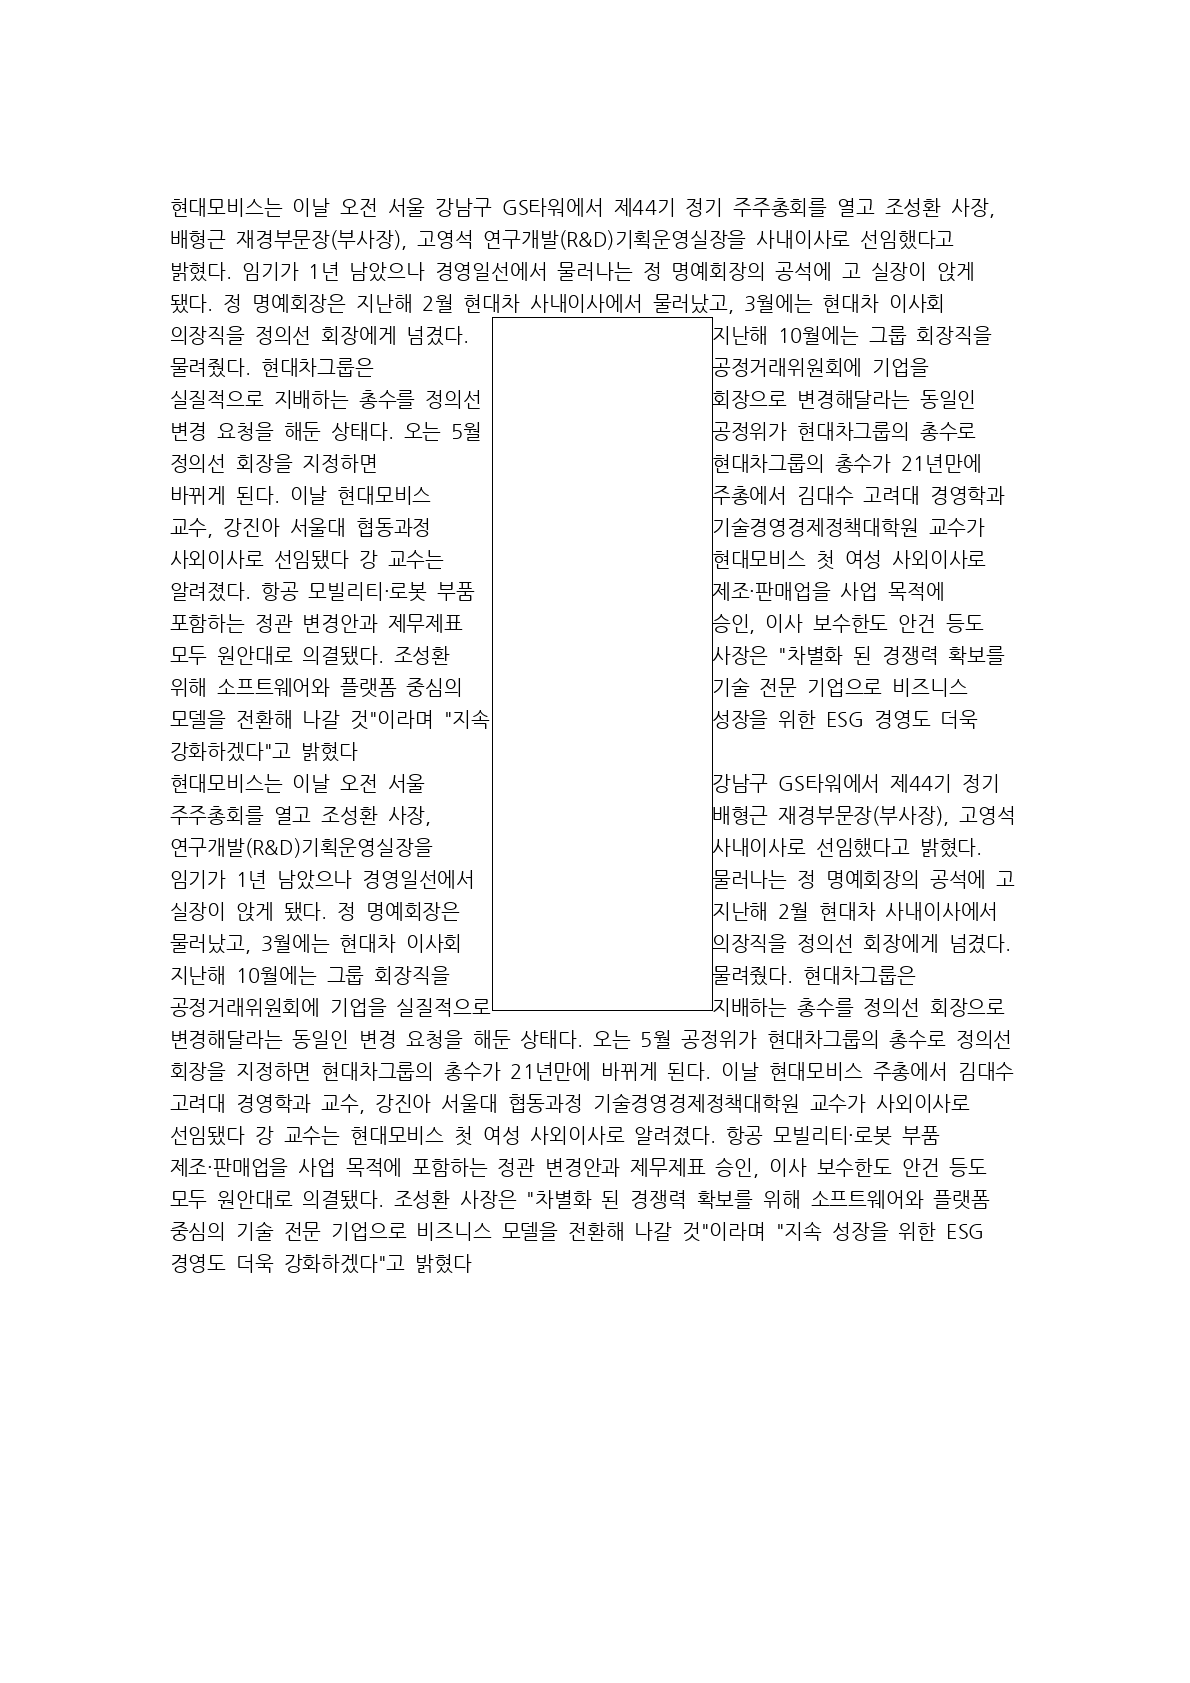 현대모비스는 이날 오전 서울 강남구 GS타워에서 제44기 정기 주주총회를 열고 조성환 사장,
배형근 재경부문장(부사장), 고영석 연구개발(R&D)기획운영실장을 사내이사로 선임했다고
밝혔다. 임기가 1년 남았으나 경영일선에서 물러나는 정 명예회장의 공석에 고 실장이 앉게
됐다. 정 명예회장은 지난해 2월 현대차 사내이사에서 물러났고, 3월에는 현대차 이사회
의장직을 정의선 회장에게 넘겼다. 지난해 10월에는 그룹 회장직을
물려줬다. 현대차그룹은 공정거래위원회에 기업을
실질적으로 지배하는 총수를 정의선 회장으로 변경해달라는 동일인
변경 요청을 해둔 상태다. 오는 5월 공정위가 현대차그룹의 총수로
정의선 회장을 지정하면 현대차그룹의 총수가 21년만에
바뀌게 된다. 이날 현대모비스 주총에서 김대수 고려대 경영학과
교수, 강진아 서울대 협동과정 기술경영경제정책대학원 교수가
사외이사로 선임됐다 강 교수는 현대모비스 첫 여성 사외이사로
알려졌다. 항공 모빌리티·로봇 부품 제조·판매업을 사업 목적에
포함하는 정관 변경안과 제무제표 승인, 이사 보수한도 안건 등도
모두 원안대로 의결됐다. 조성환 사장은 "차별화 된 경쟁력 확보를
위해 소프트웨어와 플랫폼 중심의 기술 전문 기업으로 비즈니스
모델을 전환해 나갈 것"이라며 "지속 성장을 위한 ESG 경영도 더욱
강화하겠다"고 밝혔다
현대모비스는 이날 오전 서울 강남구 GS타워에서 제44기 정기
주주총회를 열고 조성환 사장, 배형근 재경부문장(부사장), 고영석
연구개발(R&D)기획운영실장을 사내이사로 선임했다고 밝혔다.
임기가 1년 남았으나 경영일선에서 물러나는 정 명예회장의 공석에 고
실장이 앉게 됐다. 정 명예회장은 지난해 2월 현대차 사내이사에서
물러났고, 3월에는 현대차 이사회 의장직을 정의선 회장에게 넘겼다.
지난해 10월에는 그룹 회장직을 물려줬다. 현대차그룹은
공정거래위원회에 기업을 실질적으로 지배하는 총수를 정의선 회장으로
변경해달라는 동일인 변경 요청을 해둔 상태다. 오는 5월 공정위가 현대차그룹의 총수로 정의선
회장을 지정하면 현대차그룹의 총수가 21년만에 바뀌게 된다. 이날 현대모비스 주총에서 김대수
고려대 경영학과 교수, 강진아 서울대 협동과정 기술경영경제정책대학원 교수가 사외이사로
선임됐다 강 교수는 현대모비스 첫 여성 사외이사로 알려졌다. 항공 모빌리티·로봇 부품
제조·판매업을 사업 목적에 포함하는 정관 변경안과 제무제표 승인, 이사 보수한도 안건 등도
모두 원안대로 의결됐다. 조성환 사장은 "차별화 된 경쟁력 확보를 위해 소프트웨어와 플랫폼
중심의 기술 전문 기업으로 비즈니스 모델을 전환해 나갈 것"이라며 "지속 성장을 위한 ESG
경영도 더욱 강화하겠다"고 밝혔다